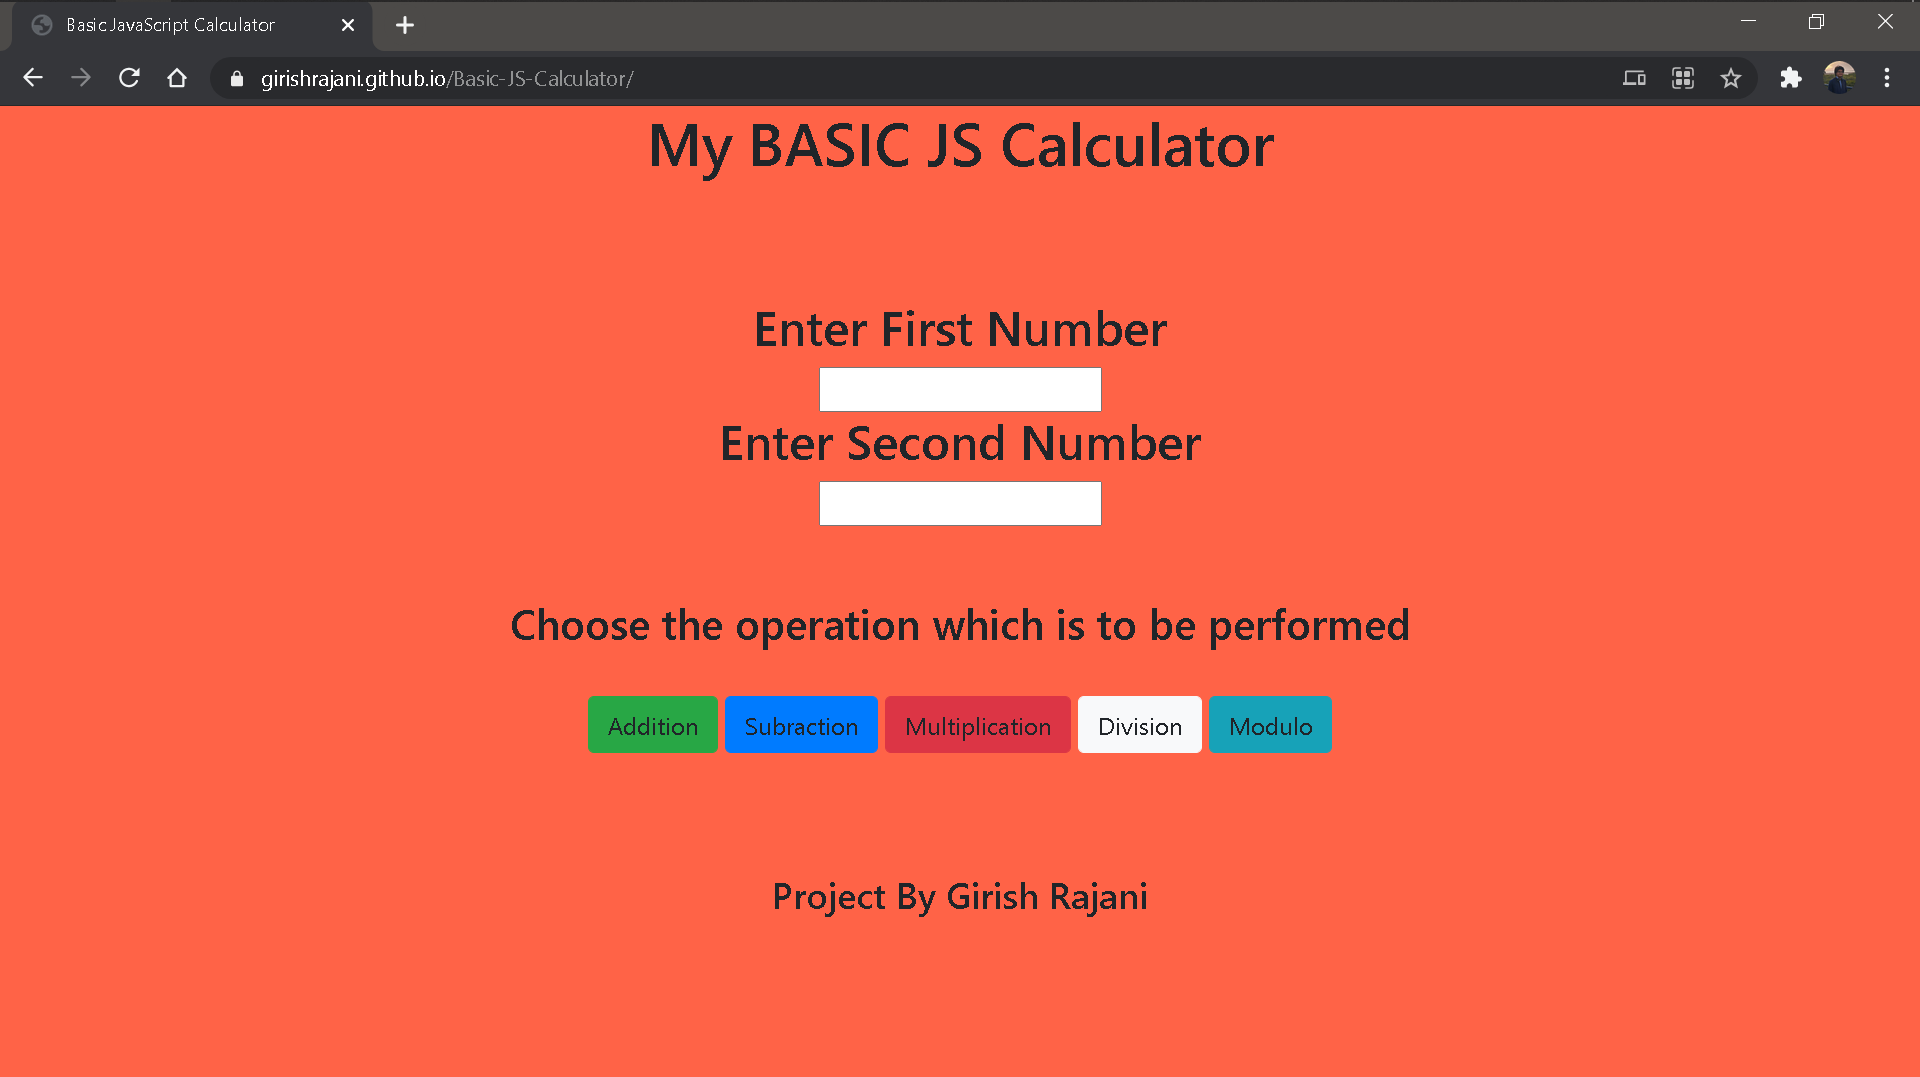 Basic JavaScript Calculator
girishrajani.github.io/Basic-JS-Calculator/
My BASIC JS Calculator
Enter First Number
Enter Second Number
Choose the operation which is to be performed
Addition Subraction Multiplication Division Modulo
Project By Girish Rajani